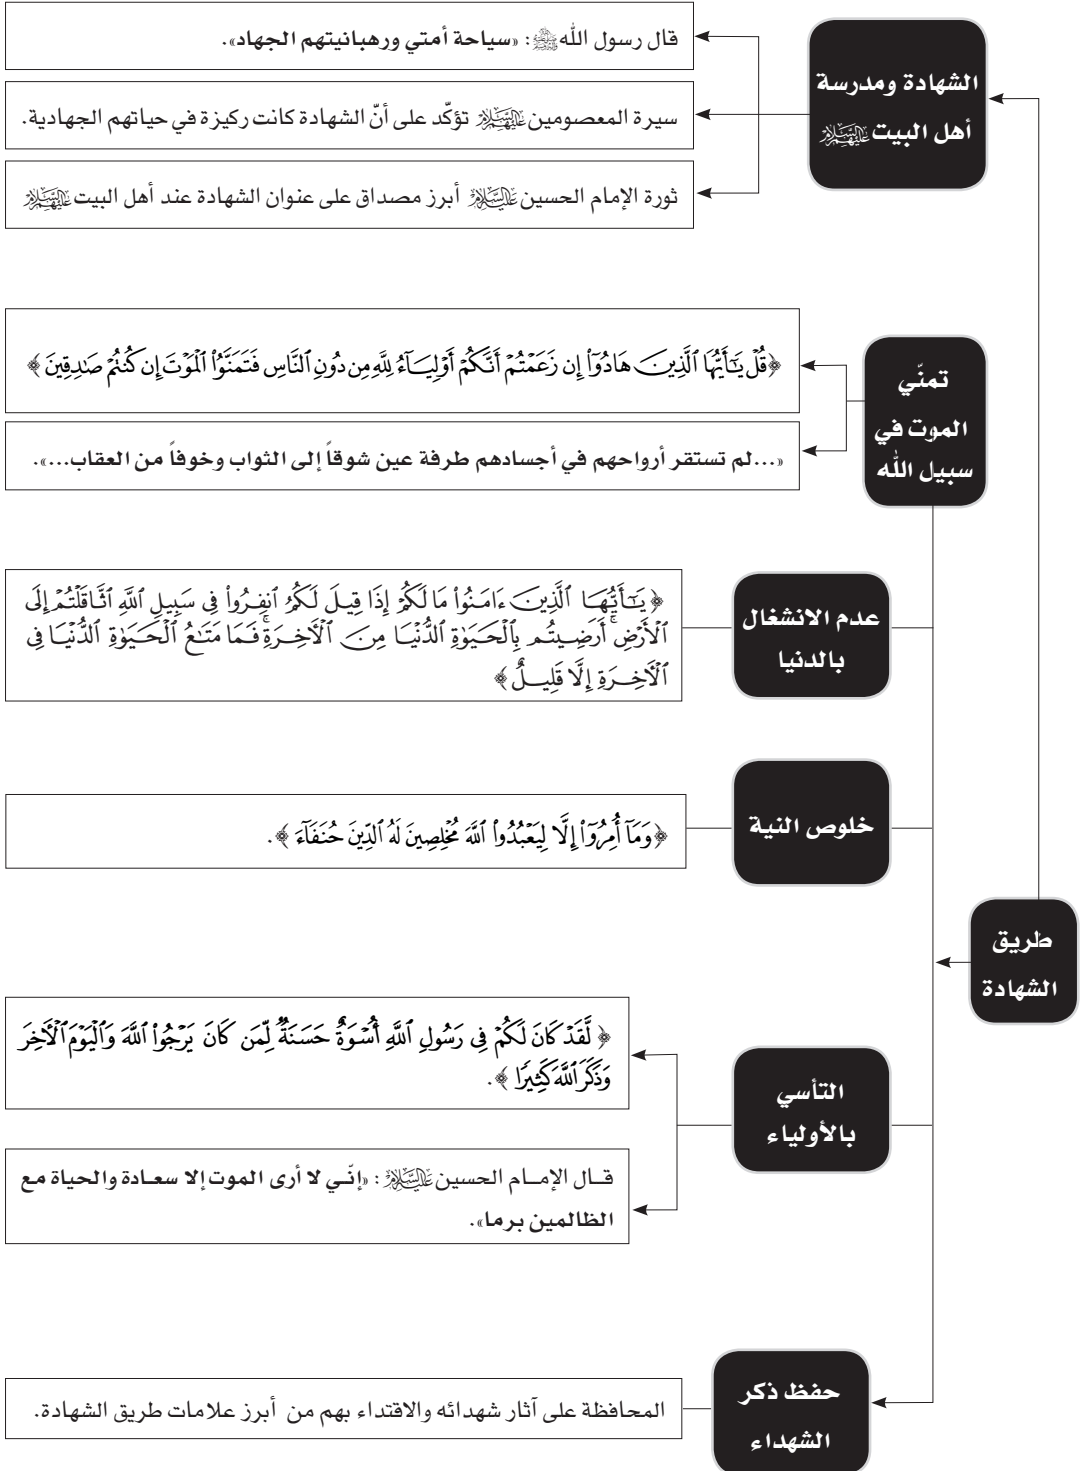 الشهادة ومدرسة
أهل البيت عليهم السلام
قال رسول الله ﷺ: «سياحة أمتي ورهبانيتهم الجهاد».
سيرة المعصومين عليهم السلام تؤكّد على أنّ الشهادة كانت ركيزة في حياتهم الجهادية.
ثورة الإمام الحسين عليه السلام أبرز مصداق على عنوان الشهادة عند أهل البيت عليهم السلام
تمنّي
الموت في
سبيل الله
﴿قُلْ يَٰٓأَيُّهَا ٱلَّذِينَ هَادُوٓاْ إِن زَعَمْتُمْ أَنَّكُمْ أَوْلِيَآءُ لِلَّهِ مِن دُونِ ٱلنَّاسِ فَتَمَنَّوُاْ ٱلْمَوْتَ إِن كُنتُمْ صَٰدِقِينَ﴾
«...لم تستقر أرواحهم في أجسادهم طرفة عين شوقاً إلى الثواب وخوفاً من العقاب...».
عدم الانشغال
بالدنيا
﴿يَٰٓأَيُّهَا ٱلَّذِينَ ءَامَنُواْ مَا لَكُمْ إِذَا قِيلَ لَكُمُ ٱنفِرُواْ فِى سَبِيلِ ٱللَّهِ ٱثَّاقَلْتُمْ إِلَى
ٱلْأَرْضِ ۚ أَرَضِيتُم بِٱلْحَيَوٰةِ ٱلدُّنْيَا مِنَ ٱلْأَخِرَةِ ۚ فَمَا مَتَٰعُ ٱلْحَيَوٰةِ ٱلدُّنْيَا فِى
ٱلْأَخِرَةِ إِلَّا قَلِيلٌ﴾
خلوص النية
﴿وَمَآ أُمِرُوٓاْ إِلَّا لِيَعْبُدُواْ ٱللَّهَ مُخْلِصِينَ لَهُ ٱلدِّينَ حُنَفَآءَ﴾.
طريق
الشهادة
التأسي
بالأولياء
﴿لَّقَدْ كَانَ لَكُمْ فِى رَسُولِ ٱللَّهِ أُسْوَةٌ حَسَنَةٌ لِّمَن كَانَ يَرْجُواْ ٱللَّهَ وَٱلْيَوْمَ ٱلْأَخِرَ
وَذَكَرَ ٱللَّهَ كَثِيرًا﴾.
قال الإمام الحسين عليه السلام: «إنّي لا أرى الموت إلا سعادة والحياة مع
الظالمين برما».
حفظ ذكر
الشهداء
المحافظة على آثار شهدائه والاقتداء بهم من أبرز علامات طريق الشهادة.